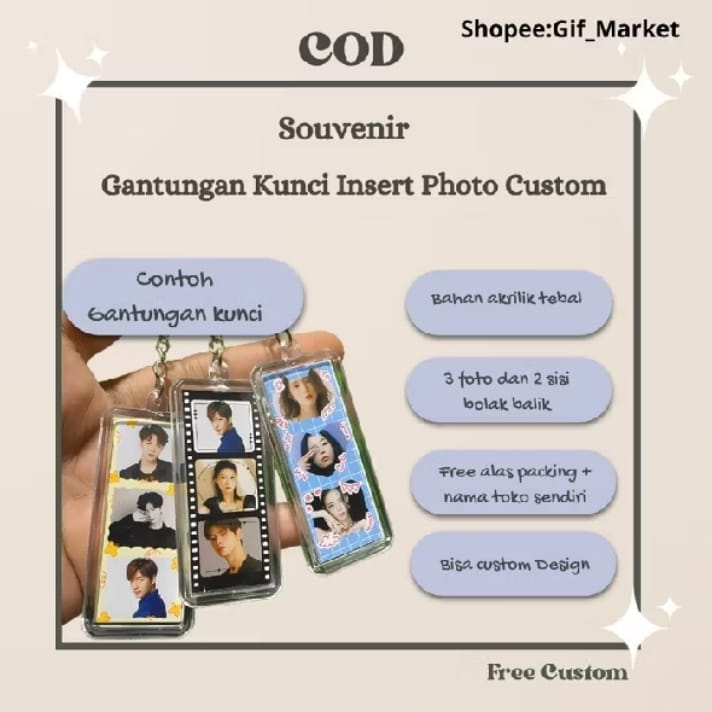 Shopee:Gif_Market
COD
Souvenir
Gantungan Kunci Insert Photo Custom
Contoh
Gantungan kunci
Bahan akrilik tebal
3 foto dan 2 sisi
bolak balik
Free alas packing +
nama toko sendiri
Bisa custom Design
Free Custom